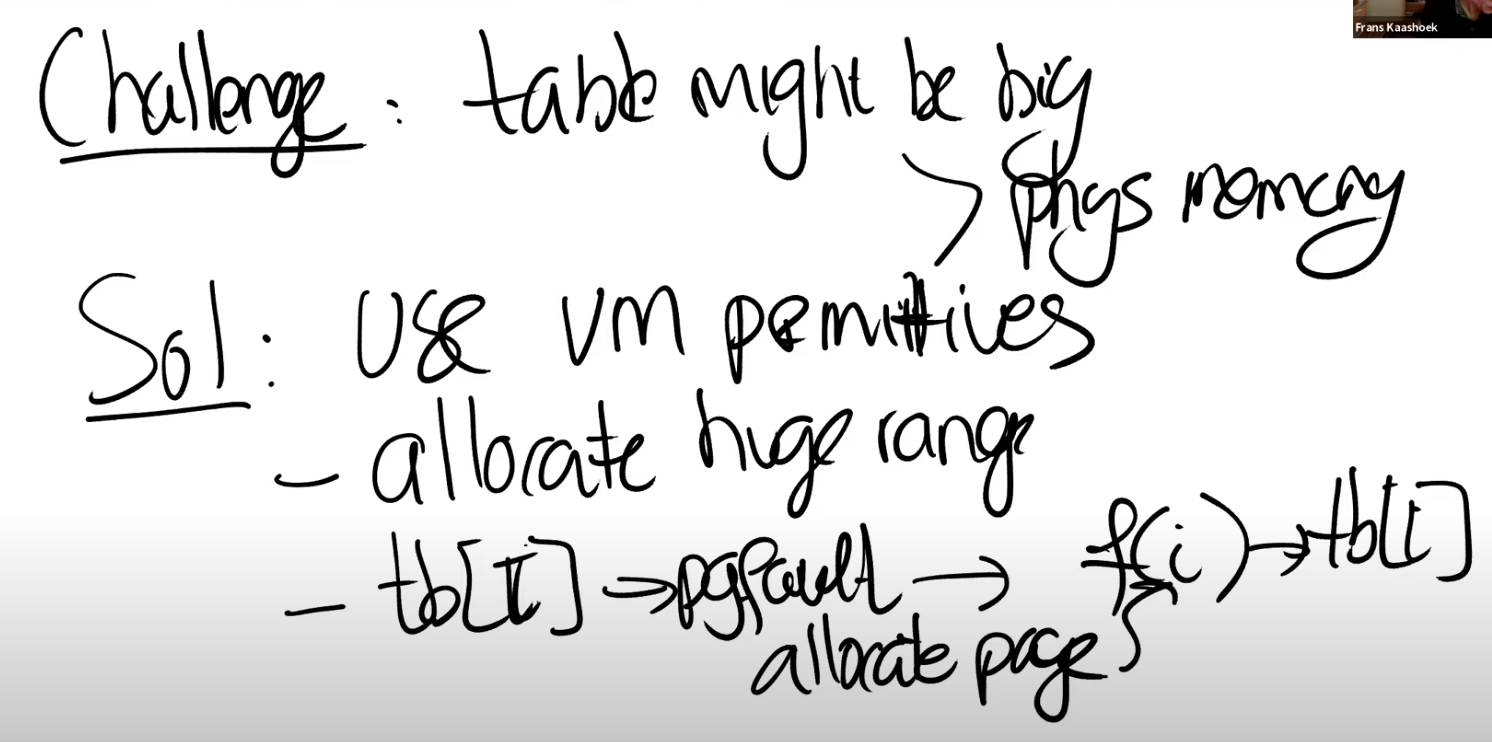 Frans Kaashoek
Challenge: table might be big
> phys memory
Sol: use VM pemittives
- allocate huge range
- tb[i] → pgfault → f(i) → tb[i]
allocate page }